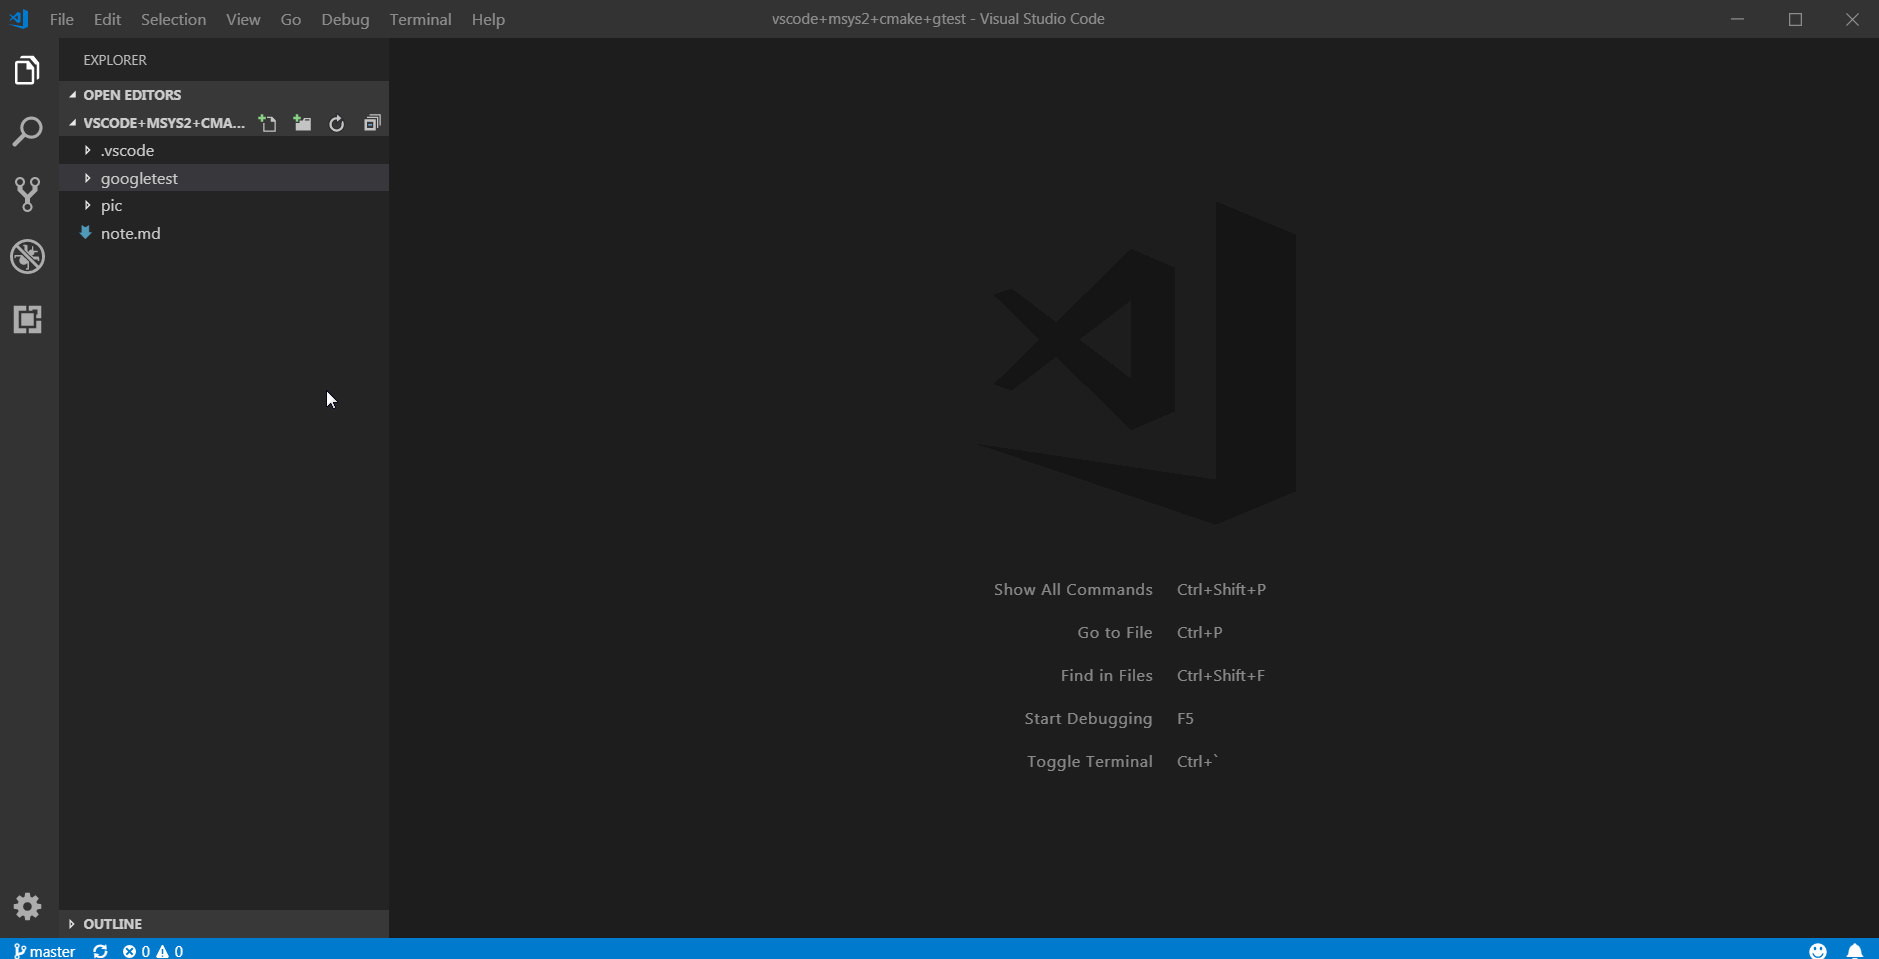 File Edit Selection View Go Debug Terminal Help
vscode+msys2+cmake+gtest - Visual Studio Code
EXPLORER
OPEN EDITORS
VSCODE+MSYS2+CMA...
.vscode
googletest
pic
note.md
Show All Commands Ctrl+Shift+P
Go to File Ctrl+P
Find in Files Ctrl+Shift+F
Start Debugging F5
Toggle Terminal Ctrl+`
OUTLINE
master 0 0